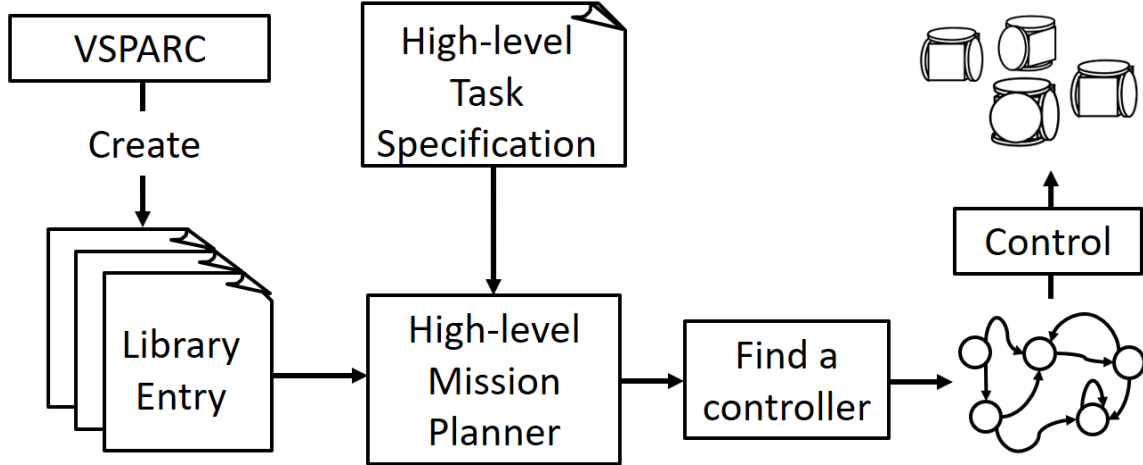 VSPARC
Create
Library
Entry
High-level
Task
Specification
High-level
Mission
Planner
Find a
controller
Control